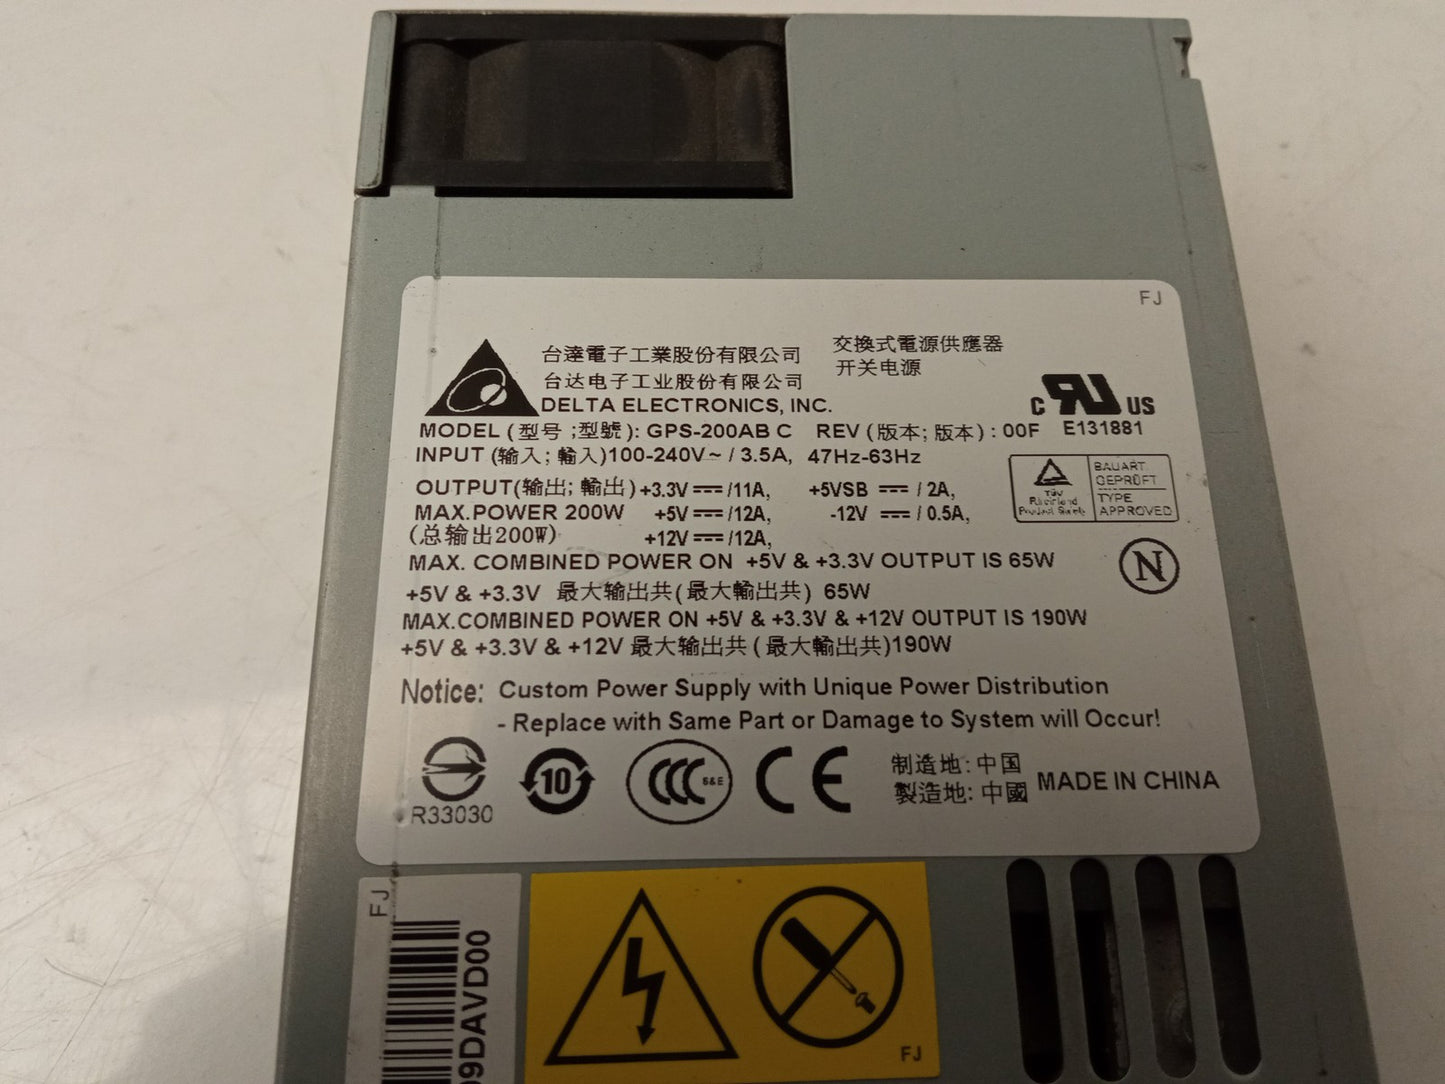 FJ
台達電子工業股份有限公司 交換式電源供應器
台达电子工业股份有限公司 开关电源
DELTA ELECTRONICS, INC.
C RU US
MODEL (型号 ;型號): GPS-200AB C REV (版本; 版本) : 00F E131881
INPUT (输入; 輸入)100-240V~ / 3.5A, 47Hz-63Hz
OUTPUT(输出; 輸出) +3.3V⎓/11A, +5VSB ⎓ / 2A,
MAX.POWER 200W +5V⎓/12A, -12V ⎓ / 0.5A,
(总输出200W) +12V⎓/12A,
TÜV Rheinland Product Safety
BAUART GEPRÜFT
TYPE APPROVED
MAX. COMBINED POWER ON +5V & +3.3V OUTPUT IS 65W
N
+5V & +3.3V 最大输出共(最大輸出共) 65W
MAX.COMBINED POWER ON +5V & +3.3V & +12V OUTPUT IS 190W
+5V & +3.3V & +12V 最大输出共 (最大輸出共)190W
Notice: Custom Power Supply with Unique Power Distribution
- Replace with Same Part or Damage to System will Occur!
R33030
10
CCC S&E
CE
制造地: 中国
製造地: 中國 MADE IN CHINA
FJ
09DAVD00
FJ